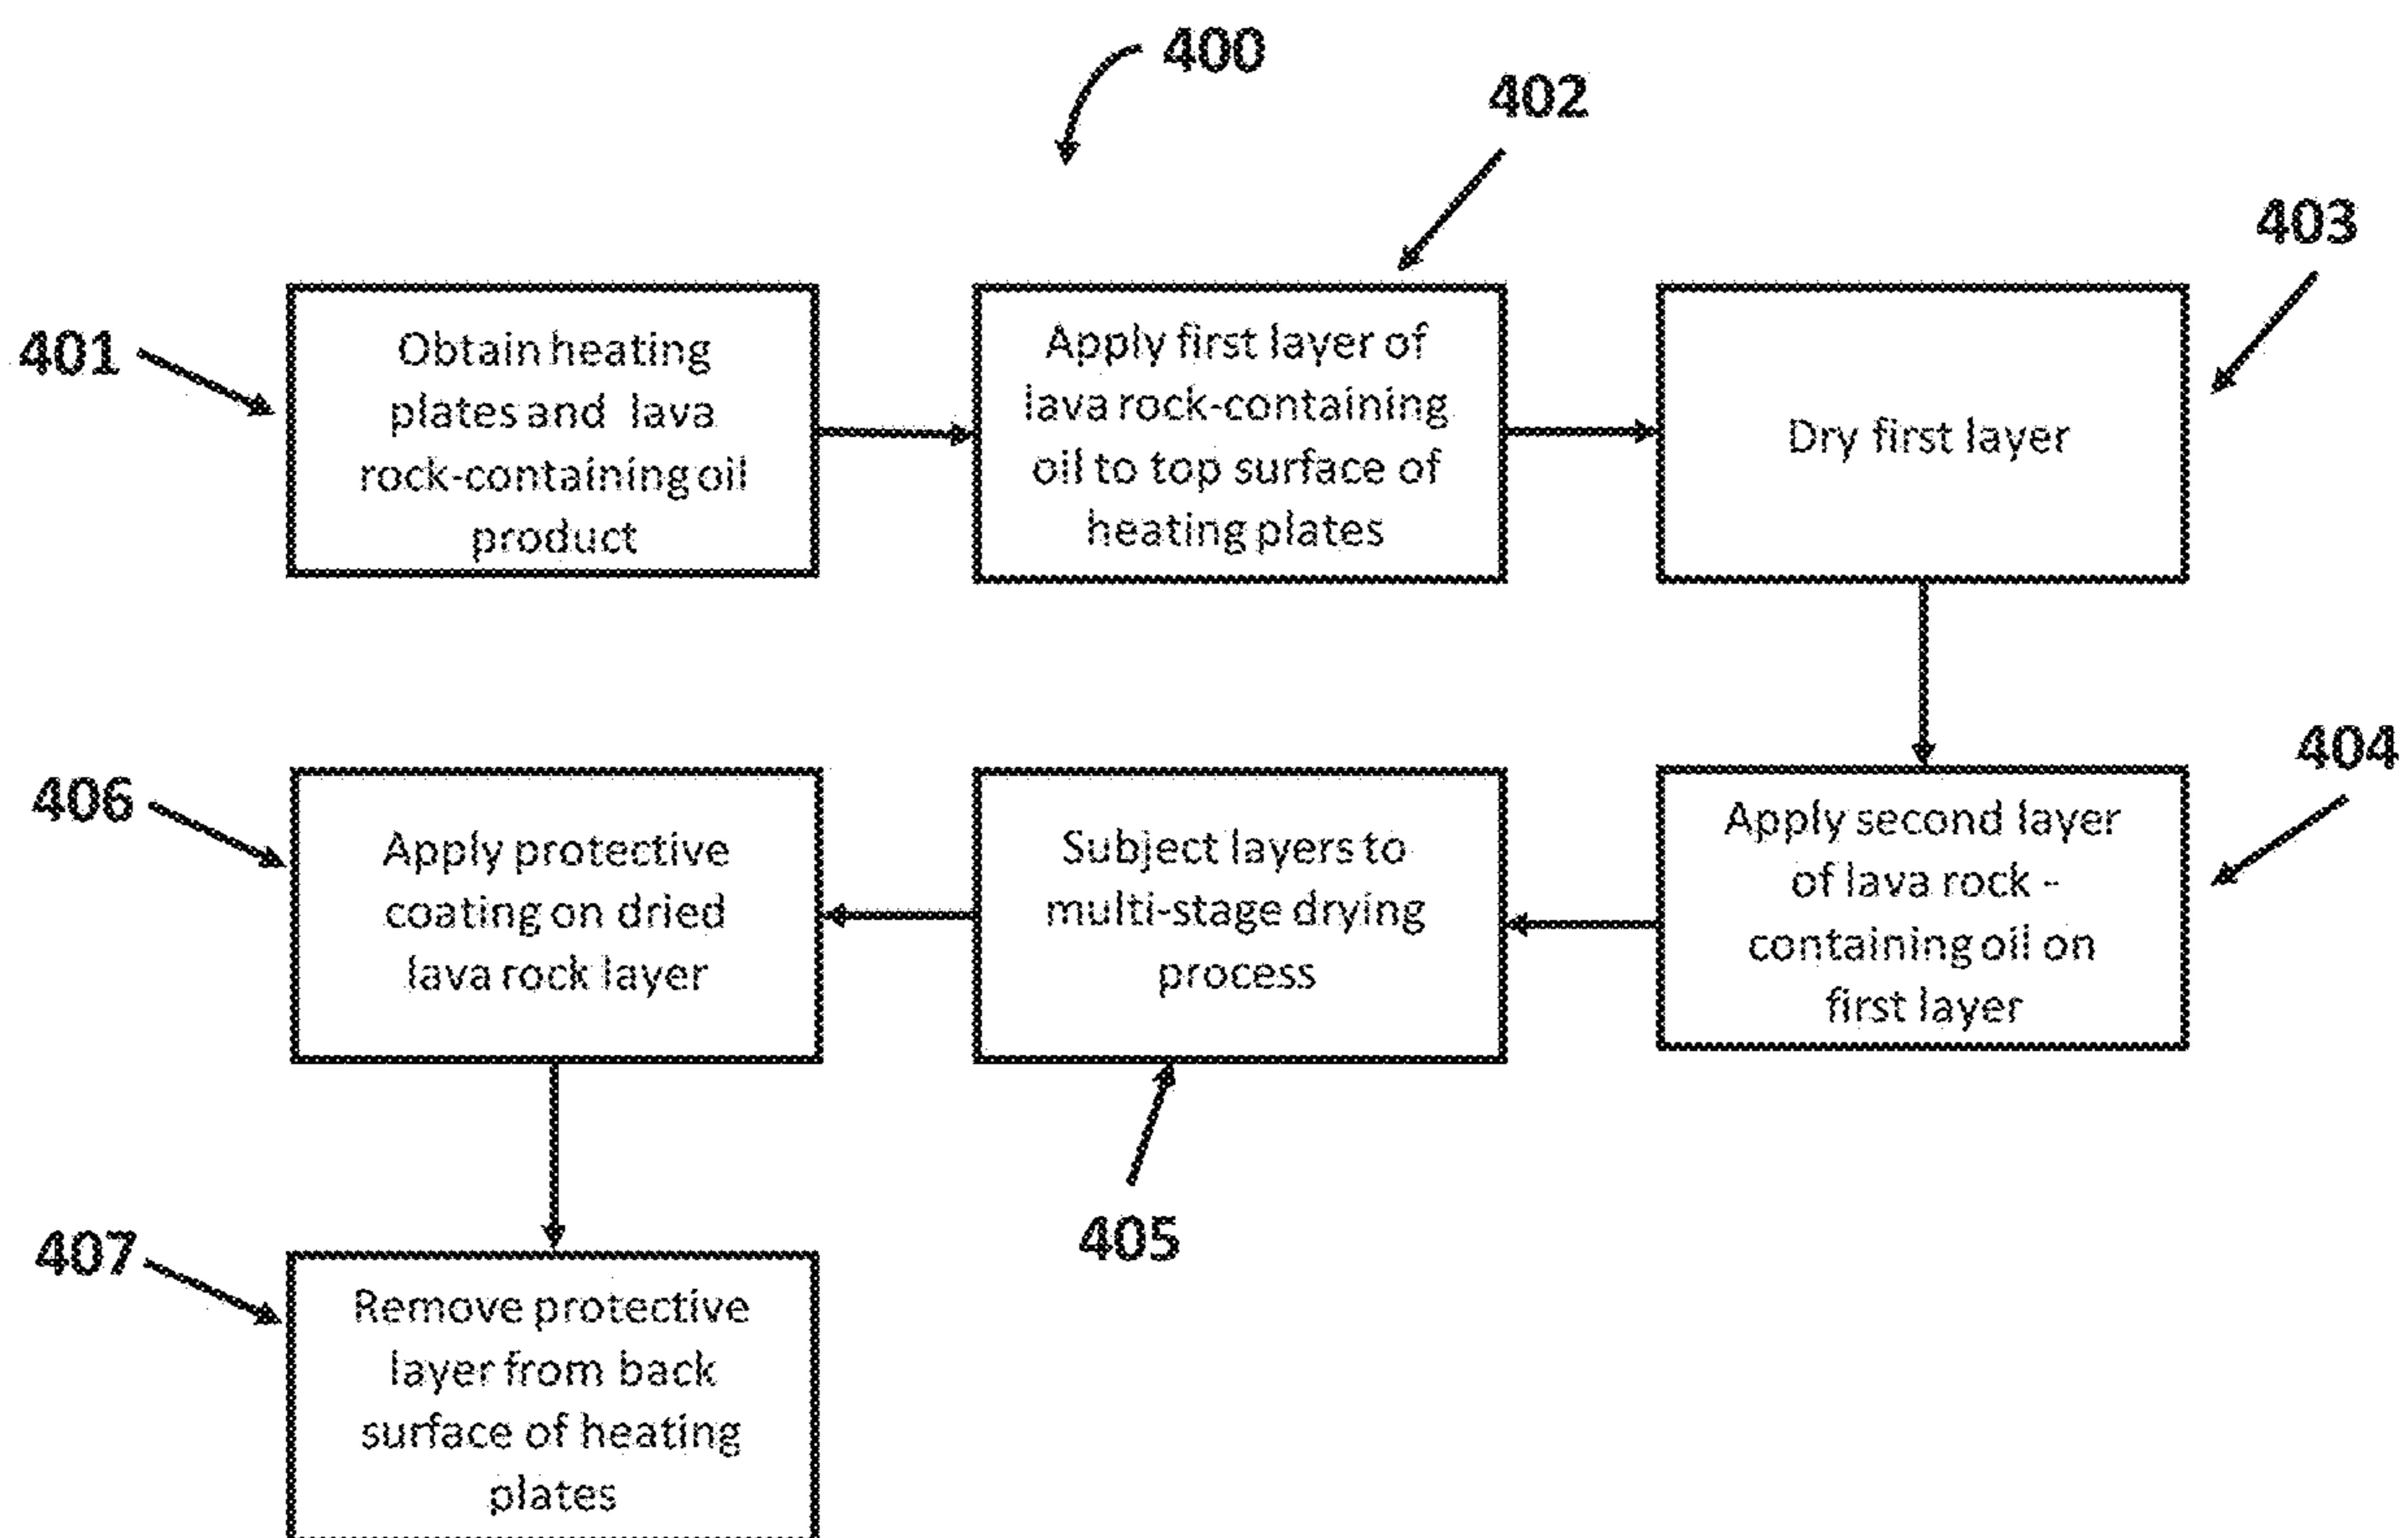 400
402
403
401
Obtain heating
plates and lava
rock-containing oil
product
Apply first layer of
lava rock-containing
oil to top surface of
heating plates
Dry first layer
404
Apply second layer
of lava rock -
containing oil on
first layer
Subject layers to
multi-stage drying
process
405
406
Apply protective
coating on dried
lava rock layer
407
Remove protective
layer from back
surface of heating
plates